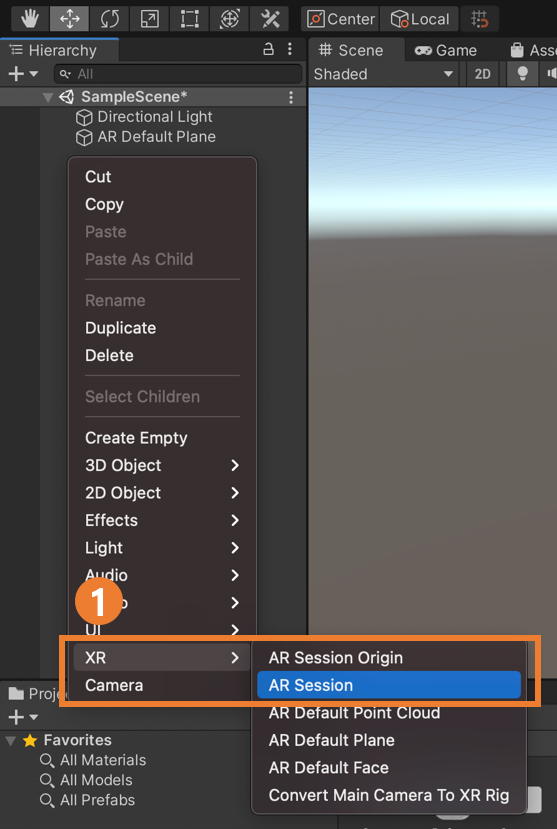 Center
Local
Hierarchy
Scene
Game
Ass
All
Shaded
2D
SampleScene*
Directional Light
AR Default Plane
Cut
Copy
Paste
Paste As Child
Rename
Duplicate
Delete
Select Children
Create Empty
3D Object
2D Object
Effects
Light
Audio
1
o
UI
XR
AR Session Origin
Camera
AR Session
Proje
AR Default Point Cloud
Favorites
AR Default Plane
All Materials
AR Default Face
All Models
Convert Main Camera To XR Rig
All Prefabs